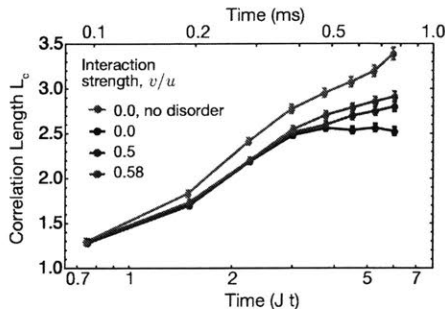 Time (ms)
0.1 0.2 0.5 1.0
3.5
3.0
2.5
2.0
1.5
1.0
Correlation Length L_c
Interaction
strength, v/u
0.0, no disorder
0.0
0.5
0.58
0.7 1 2 5 7
Time (J t)